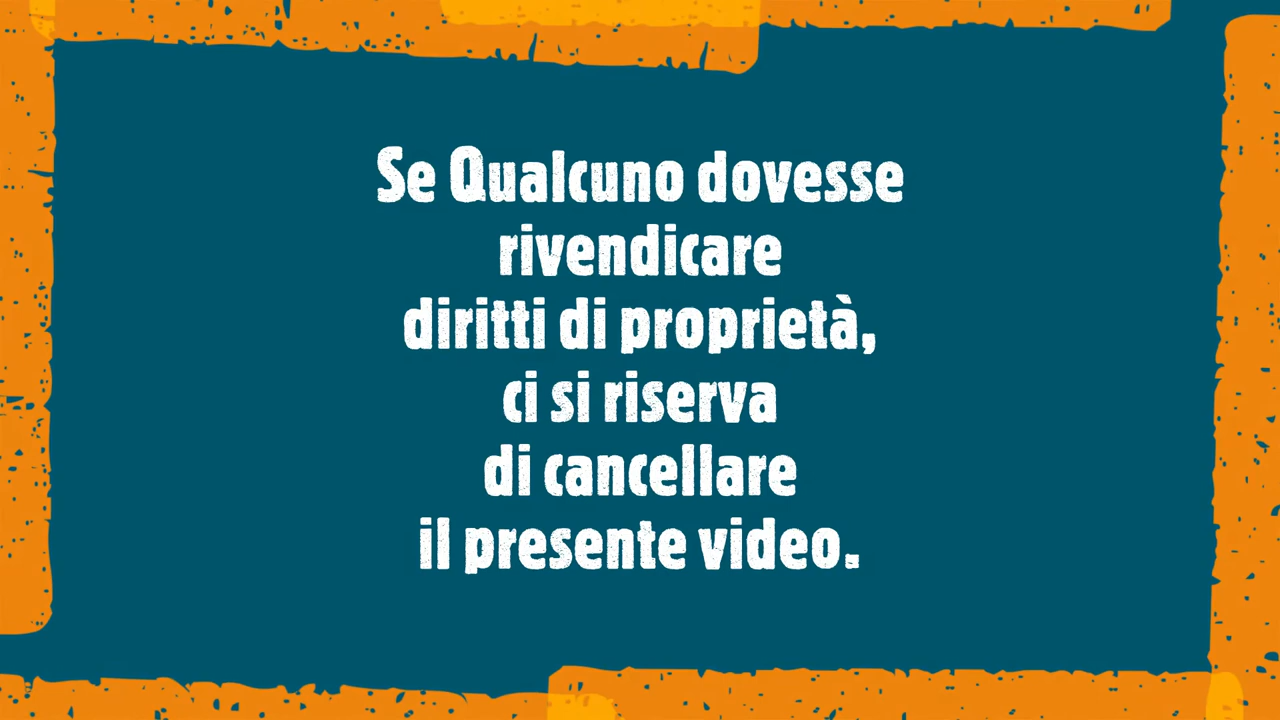 Se Qualcuno dovesse
rivendicare
diritti di proprietà,
ci si riserva
di cancellare
il presente video.